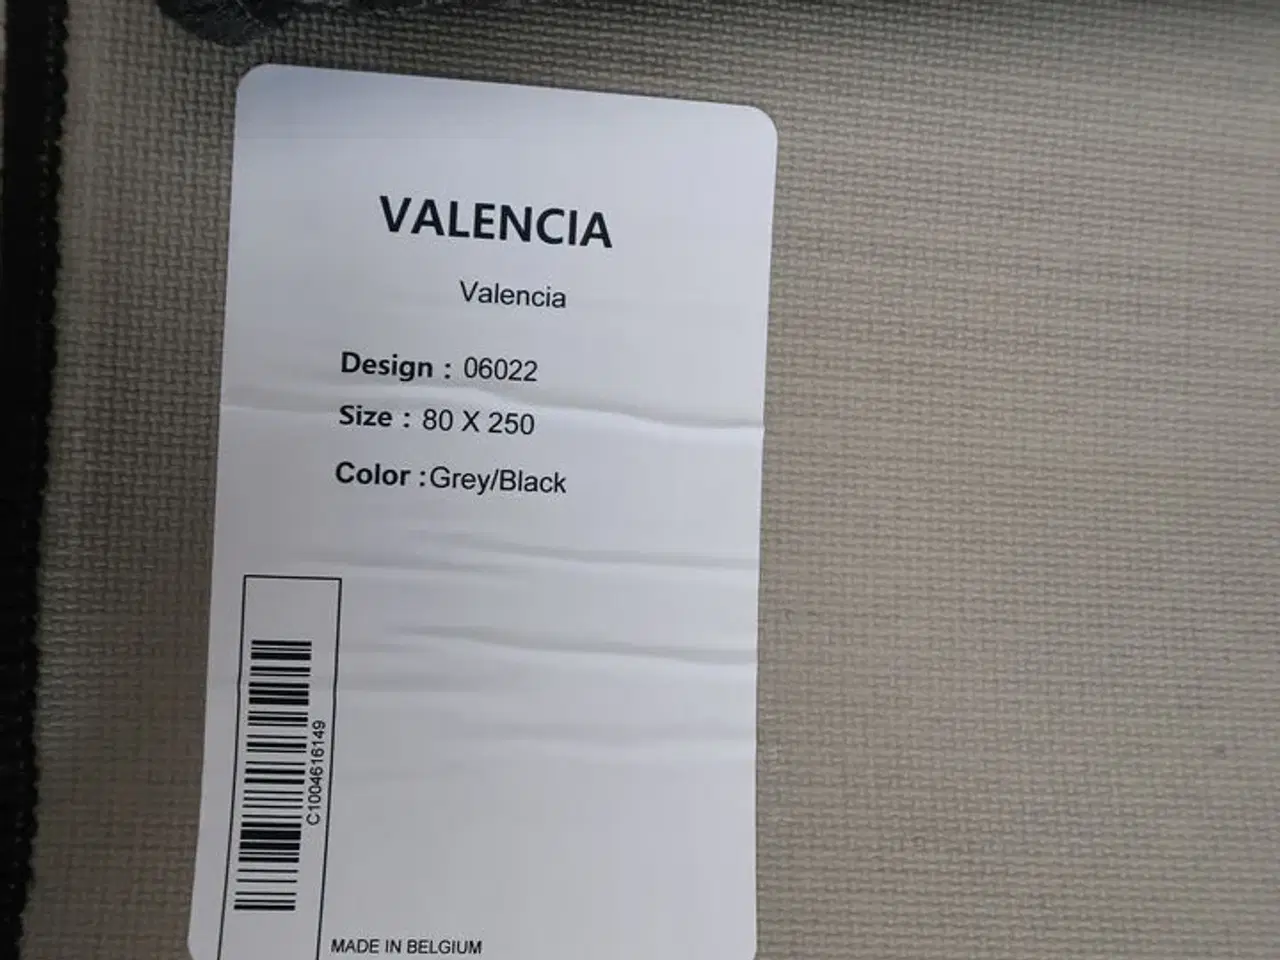 VALENCIA
Valencia
Design : 06022
Size : 80 X 250
Color :Grey/Black
C1004616149
MADE IN BELGIUM